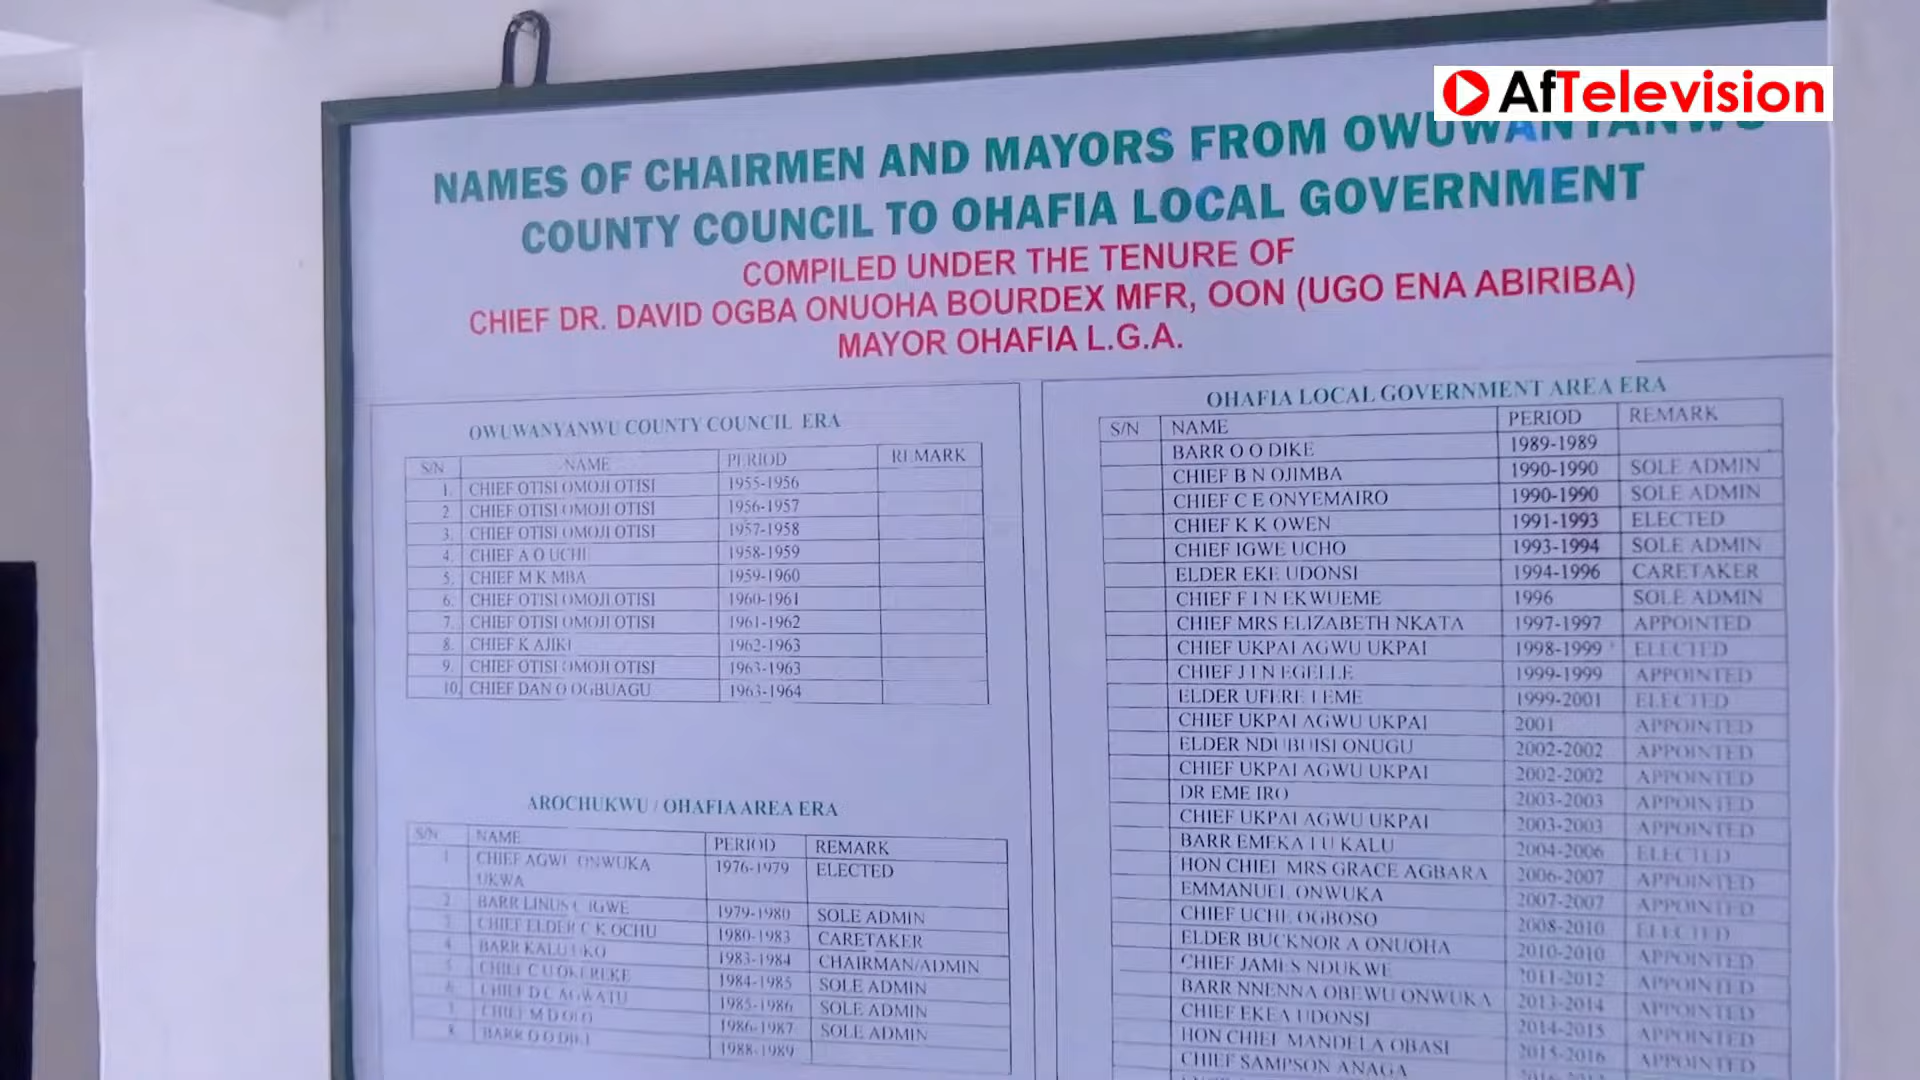 AfTelevision
NAMES OF CHAIRMEN AND MAYORS FROM OWUWANYANWU
COUNTY COUNCIL TO OHAFIA LOCAL GOVERNMENT
COMPILED UNDER THE TENURE OF
CHIEF DR. DAVID OGBA ONUOHA BOURDEX MFR, OON (UGO ENA ABIRIBA)
MAYOR OHAFIA L.G.A.
OWUWANYANWU COUNTY COUNCIL ERA
S/N NAME PERIOD REMARK
1. CHIEF OTISI OMOJI OTISI 1955-1956
2 CHIEF OTISI OMOJI OTISI 1956-1957
3. CHIEF OTISI OMOJI OTISI 1957-1958
4. CHIEF A O UCHE 1958-1959
5. CHIEF M K MBA 1959-1960
6. CHIEF OTISI OMOJI OTISI 1960-1961
7. CHIEF OTISI OMOJI OTISI 1961-1962
8. CHIEF K AJIKI 1962-1963
9. CHIEF OTISI OMOJI OTISI 1963-1963
10. CHIEF DAN O OGBUAGU 1963-1964
AROCHUKWU / OHAFIA AREA ERA
S/N NAME PERIOD REMARK
1 CHIEF AGWU ONWUKA UKWA 1976-1979 ELECTED
2 BARR LINUS C IGWE 1979-1980 SOLE ADMIN
3 CHIEF ELDER C K OCHU 1980-1983 CARETAKER
4 BARR KALU UKO 1983-1984 CHAIRMAN/ADMIN
5 CHIEF C U OKEREKE 1984-1985 SOLE ADMIN
6 CHIEF D C AGWATU 1985-1986 SOLE ADMIN
7 CHIEF M D 1986-1987 SOLE ADMIN
8 BARR O O DIKE 1988-1989
OHAFIA LOCAL GOVERNMENT AREA ERA
S/N NAME PERIOD REMARK
BARR O O DIKE 1989-1989
CHIEF B N OJIMBA 1990-1990 SOLE ADMIN
CHIEF C E ONYEMAIRO 1990-1990 SOLE ADMIN
CHIEF K K OWEN 1991-1993 ELECTED
CHIEF IGWE UCHO 1993-1994 SOLE ADMIN
ELDER EKE UDONSI 1994-1996 CARETAKER
CHIEF F I N EKWUEME 1996 SOLE ADMIN
CHIEF MRS ELIZABETH NKATA 1997-1997 APPOINTED
CHIEF UKPAI AGWU UKPAI 1998-1999 ELECTED
CHIEF J I N EGELLE 1999-1999 APPOINTED
ELDER UFERE I EME 1999-2001 ELECTED
CHIEF UKPAI AGWU UKPAI 2001 APPOINTED
ELDER NDUBUISI ONUGU 2002-2002 APPOINTED
CHIEF UKPAI AGWU UKPAI 2002-2002 APPOINTED
DR EME IRO 2003-2003 APPOINTED
CHIEF UKPAI AGWU UKPAI 2003-2003 APPOINTED
BARR EMEKA I U KALU 2004-2006 ELECTED
HON CHIEF MRS GRACE AGBARA 2006-2007 APPOINTED
EMMANUEL ONWUKA 2007-2007 APPOINTED
CHIEF UCHE OGBOSO 2008-2010 ELECTED
ELDER BUCKNOR A ONUOHA 2010-2010 APPOINTED
CHIEF JAMES NDUKWE 2011-2012 APPOINTED
BARR NNENNA OBEWU ONWUKA 2013-2014 APPOINTED
CHIEF EKEA UDONSI 2014-2015 APPOINTED
HON CHIEF MANDELA OBASI 2015-2016 APPOINTED
CHIEF SAMPSON ANAGA